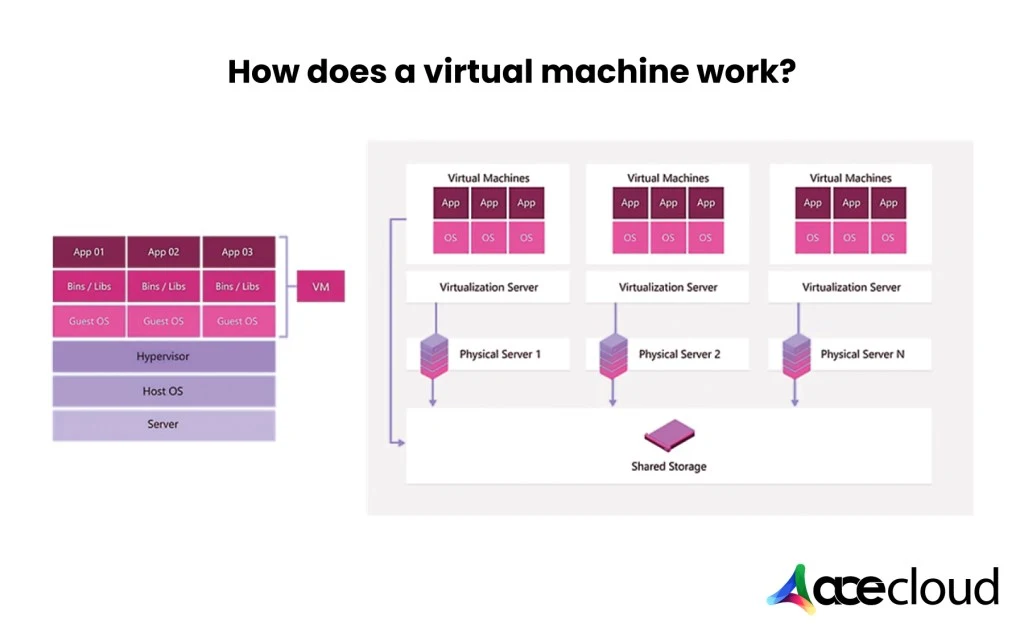 How does a virtual machine work?
App 01 App 02 App 03
Bins / Libs Bins / Libs Bins / Libs
Guest OS Guest OS Guest OS
VM
Hypervisor
Host OS
Server
Virtual Machines Virtual Machines Virtual Machines
App App App App App App App App App
OS OS OS OS OS OS OS OS OS
Virtualization Server Virtualization Server Virtualization Server
Physical Server 1 Physical Server 2 Physical Server N
Shared Storage
acecloud